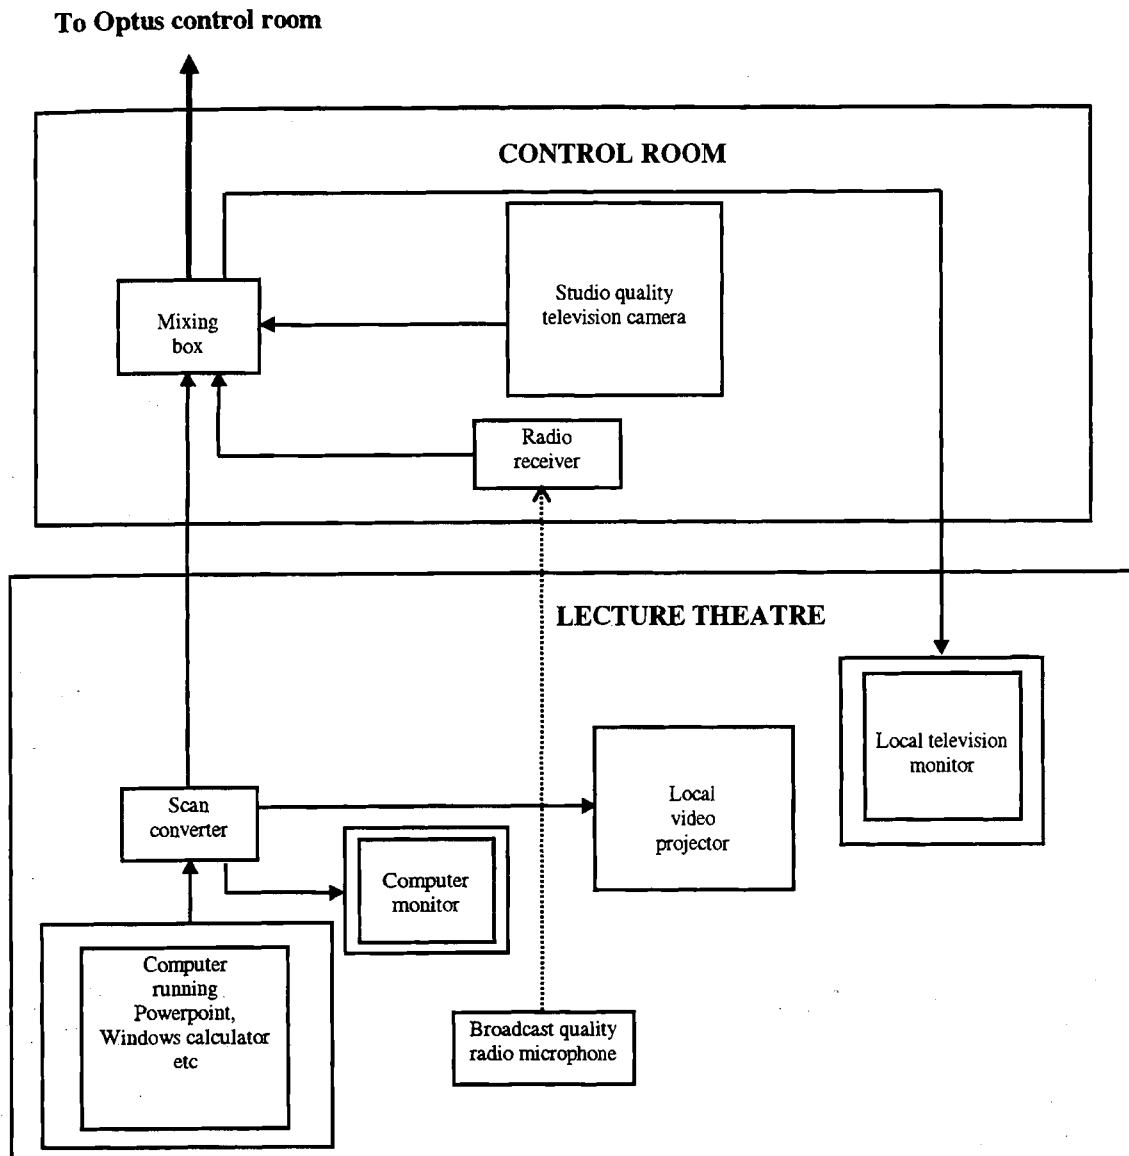 To Optus control room
CONTROL ROOM
Studio quality
television camera
Mixing
box
Radio
receiver
LECTURE THEATRE
Local television
monitor
Local
video
projector
Scan
converter
Computer
monitor
Computer
running
Powerpoint,
Windows calculator
etc
Broadcast quality
radio microphone